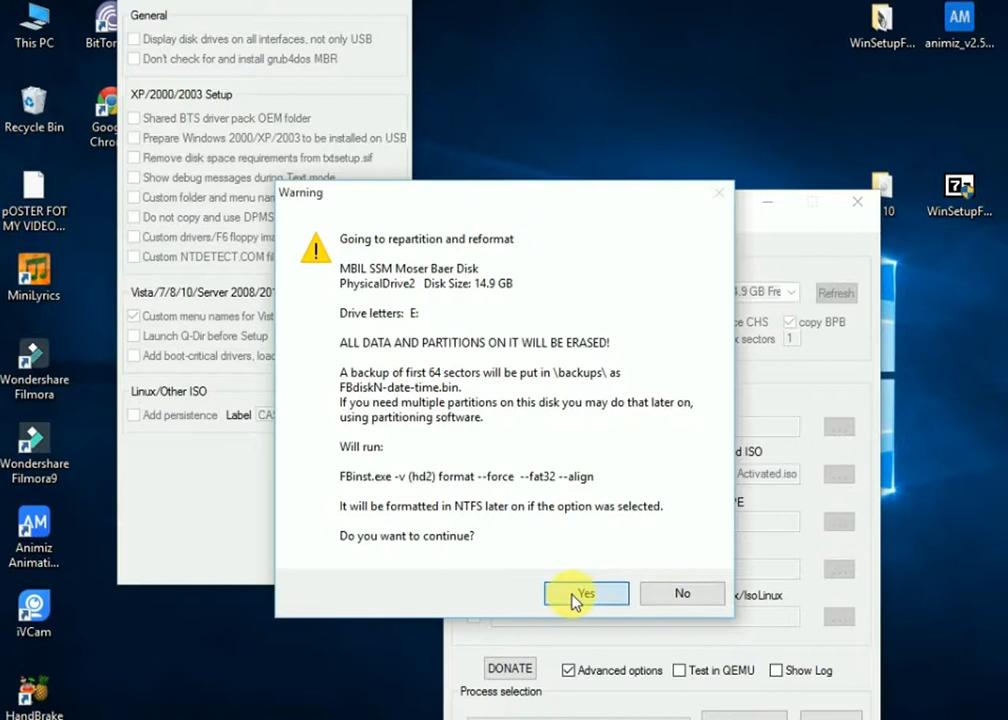 This PC
BitTor
Recycle Bin
Goog
Chro
pOSTER FOT
MY VIDEO...
MiniLyrics
Wondershare
Filmora
Wondershare
Filmora9
Animiz
Animati...
iVCam
HandBrake
General
Display disk drives on all interfaces, not only USB
Don't check for and install grub4dos MBR
XP/2000/2003 Setup
Shared BTS driver pack OEM folder
Prepare Windows 2000/XP/2003 to be installed on USB
Remove disk space requirements from txtsetup.sif
Show debug messages during Text mode
Custom folder and menu nam
Do not copy and use DPMS
Custom drivers/F6 floppy ima
Custom NTDETECT.COM fil
Vista/7/8/10/Server 2008/201
Custom menu names for Vist
Launch Q-Dir before Setup
Add boot-critical drivers, load
Linux/Other ISO
Add persistence Label CAS
Warning
Going to repartition and reformat
MBIL SSM Moser Baer Disk
PhysicalDrive2 Disk Size: 14.9 GB
Drive letters: E:
ALL DATA AND PARTITIONS ON IT WILL BE ERASED!
A backup of first 64 sectors will be put in \backups\ as
FBdiskN-date-time.bin.
If you need multiple partitions on this disk you may do that later on,
using partitioning software.
Will run:
FBinst.exe -v (hd2) format --force --fat32 --align
It will be formatted in NTFS later on if the option was selected.
Do you want to continue?
Yes No
WinSetupF...
AM
animiz_v2.5...
10
WinSetupF...
4.9 GB Fre Refresh
ce CHS copy BPB
x sectors 1
d ISO
Activated.iso
PE
x/IsoLinux
DONATE Advanced options Test in QEMU Show Log
Process selection